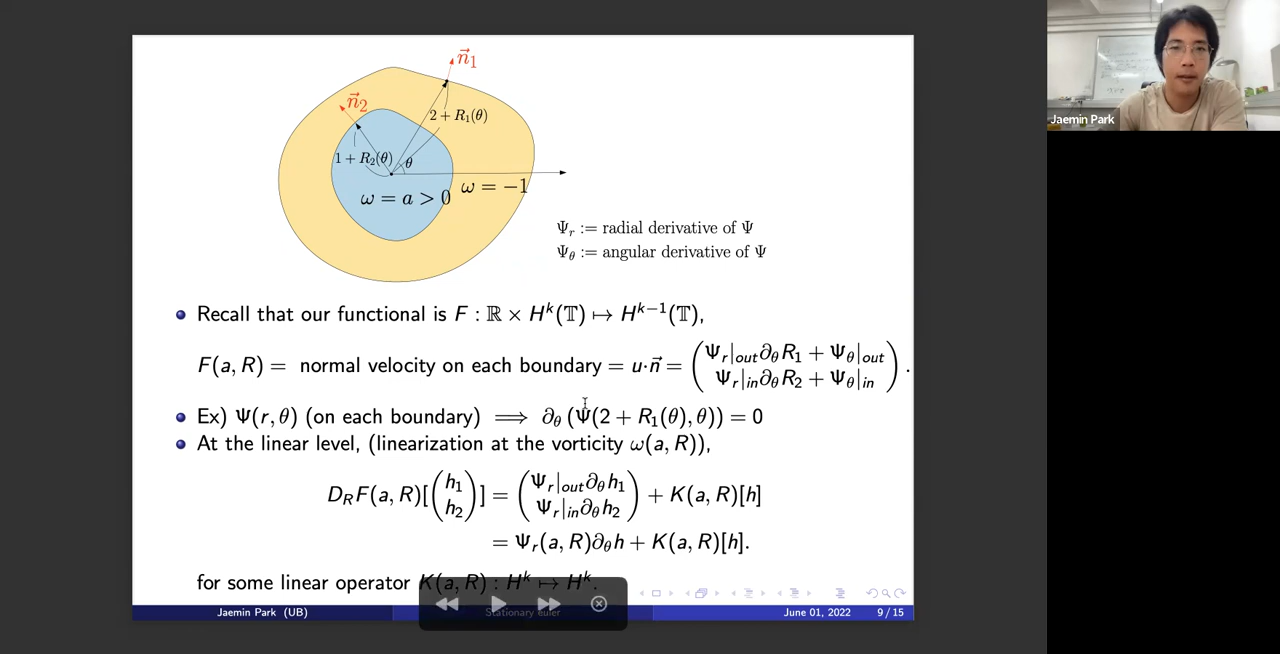 $\vec{n}_1$
$\vec{n}_2$
$2 + R_1(\theta)$
$1 + R_2(\theta)$ $\theta$
$\omega = -1$
$\omega = a > 0$
$\Psi_r :=$ radial derivative of $\Psi$
$\Psi_\theta :=$ angular derivative of $\Psi$
Recall that our functional is $F : \mathbb{R} \times H^k(\mathbb{T}) \mapsto H^{k-1}(\mathbb{T})$,
$F(a, R) =$ normal velocity on each boundary $= u \cdot \vec{n} = \begin{pmatrix} \Psi_r|_{out} \partial_\theta R_1 + \Psi_\theta|_{out} \\ \Psi_r|_{in} \partial_\theta R_2 + \Psi_\theta|_{in} \end{pmatrix}$.
Ex) $\Psi(r, \theta)$ (on each boundary) $\Longrightarrow$ $\partial_\theta (\Psi(2 + R_1(\theta), \theta)) = 0$
At the linear level, (linearization at the vorticity $\omega(a, R)$),
$D_R F(a, R)[\begin{pmatrix} h_1 \\ h_2 \end{pmatrix}] = \begin{pmatrix} \Psi_r|_{out} \partial_\theta h_1 \\ \Psi_r|_{in} \partial_\theta h_2 \end{pmatrix} + K(a, R)[h]$
$= \Psi_r(a, R) \partial_\theta h + K(a, R)[h]$.
for some linear operator $K(a, R) : H^k \mapsto H^k$.
Jaemin Park (UB) Stationary euler June 01, 2022 9 / 15
Jaemin Park